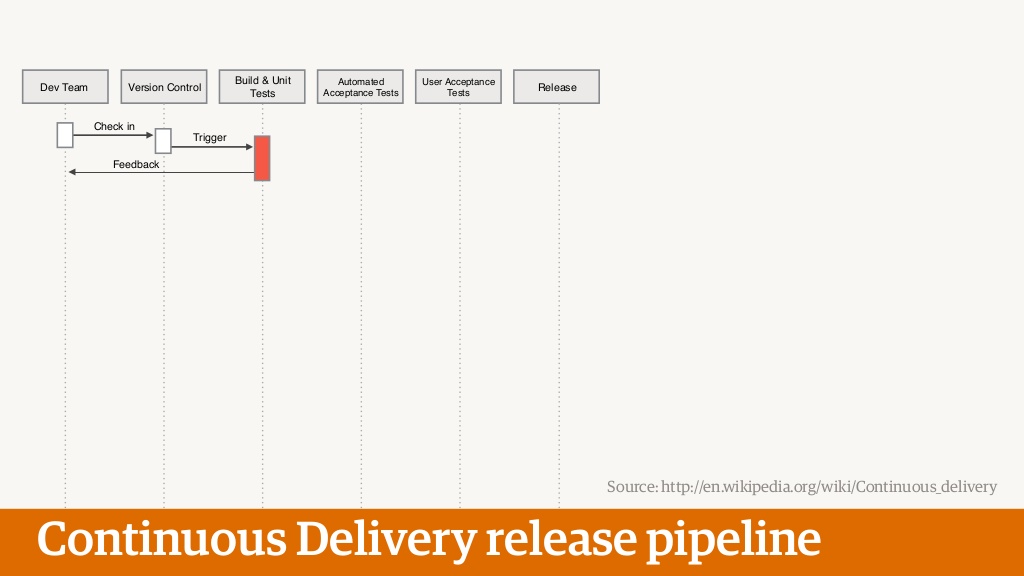 Dev Team
Version Control
Build & Unit
Tests
Automated
Acceptance Tests
User Acceptance
Tests
Release
Check in
Trigger
Feedback
Source: http://en.wikipedia.org/wiki/Continuous_delivery
Continuous Delivery release pipeline